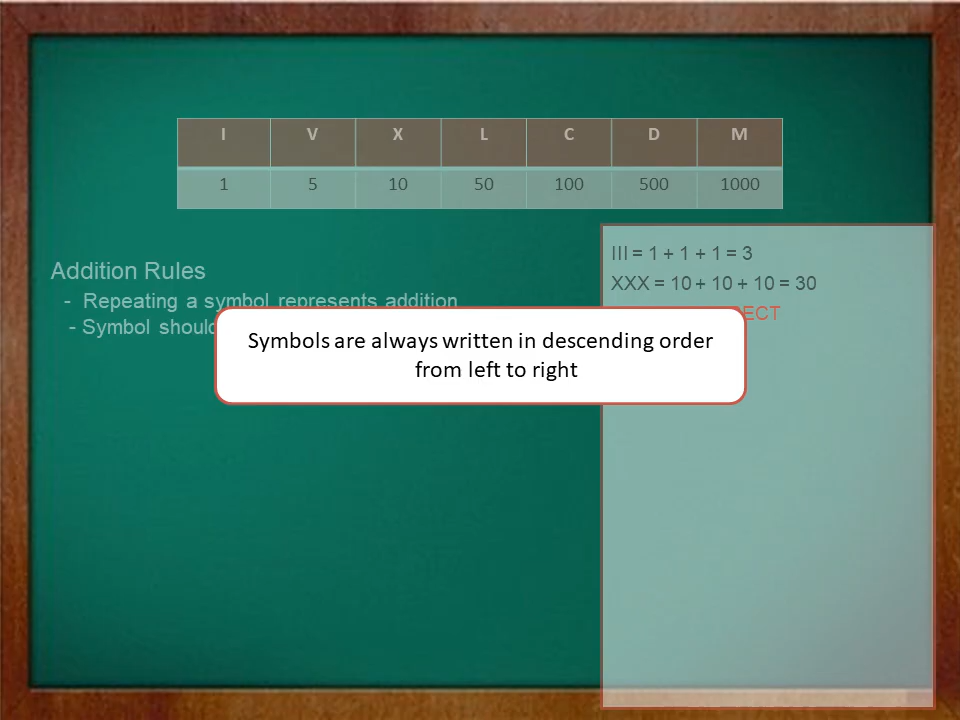 I V X L C D M
1 5 10 50 100 500 1000
III = 1 + 1 + 1 = 3
XXX = 10 + 10 + 10 = 30
Addition Rules
- Repeating a symbol represents addition
- Symbol should
Symbols are always written in descending order
from left to right